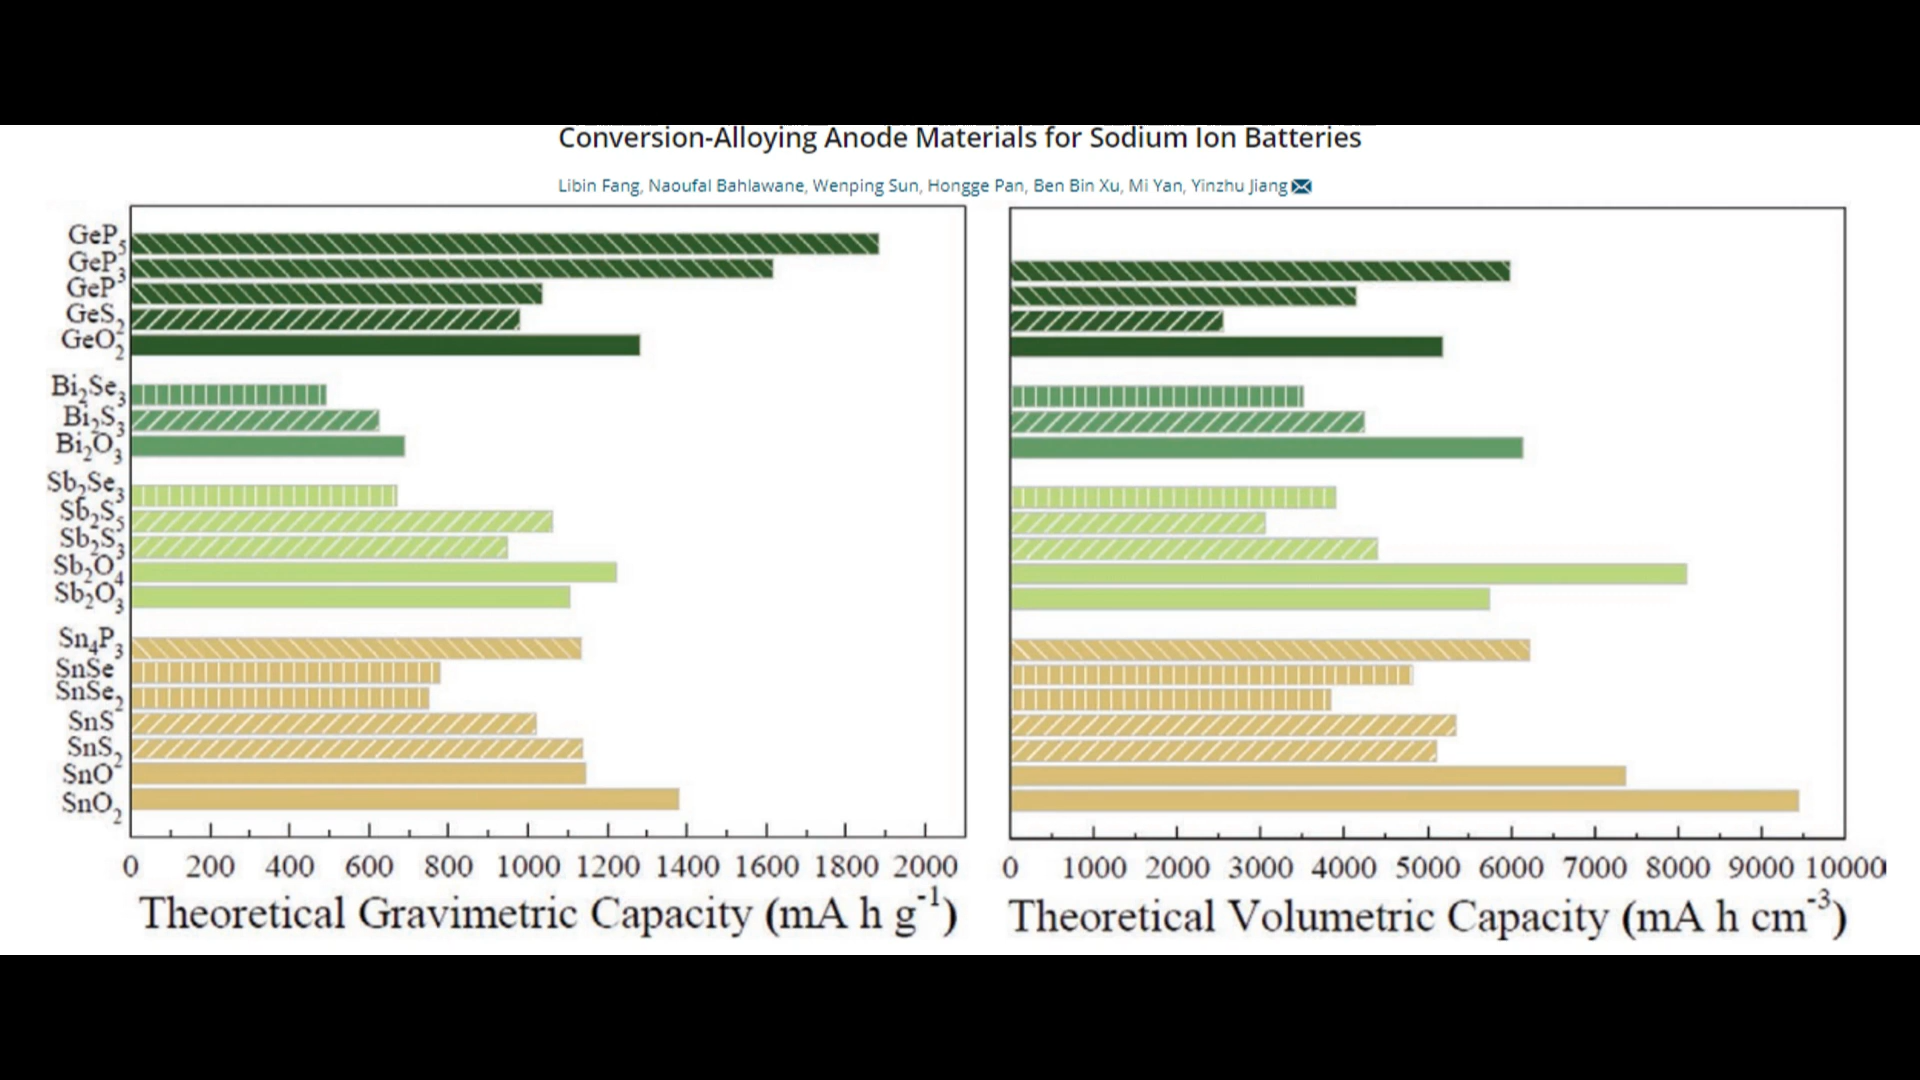 Conversion-Alloying Anode Materials for Sodium Ion Batteries
Libin Fang, Naoufal Bahlawane, Wenping Sun, Hongge Pan, Ben Bin Xu, Mi Yan, Yinzhu Jiang
GeP₅
GeP₃
GeP
GeS₂
GeO₂
Bi₂Se₃
Bi₂S₃
Bi₂O₃
Sb₂Se₃
Sb₂S₅
Sb₂S₃
Sb₂O₄
Sb₂O₃
Sn₄P₃
SnSe
SnSe₂
SnS
SnS₂
SnO
SnO₂
0 200 400 600 800 1000 1200 1400 1600 1800 2000
Theoretical Gravimetric Capacity (mA h g⁻¹)
0 1000 2000 3000 4000 5000 6000 7000 8000 9000 10000
Theoretical Volumetric Capacity (mA h cm⁻³)